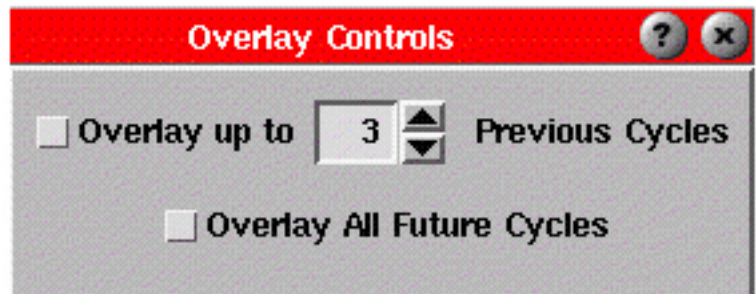 Overlay Controls ? x
Overlay up to 3 Previous Cycles
Overlay All Future Cycles